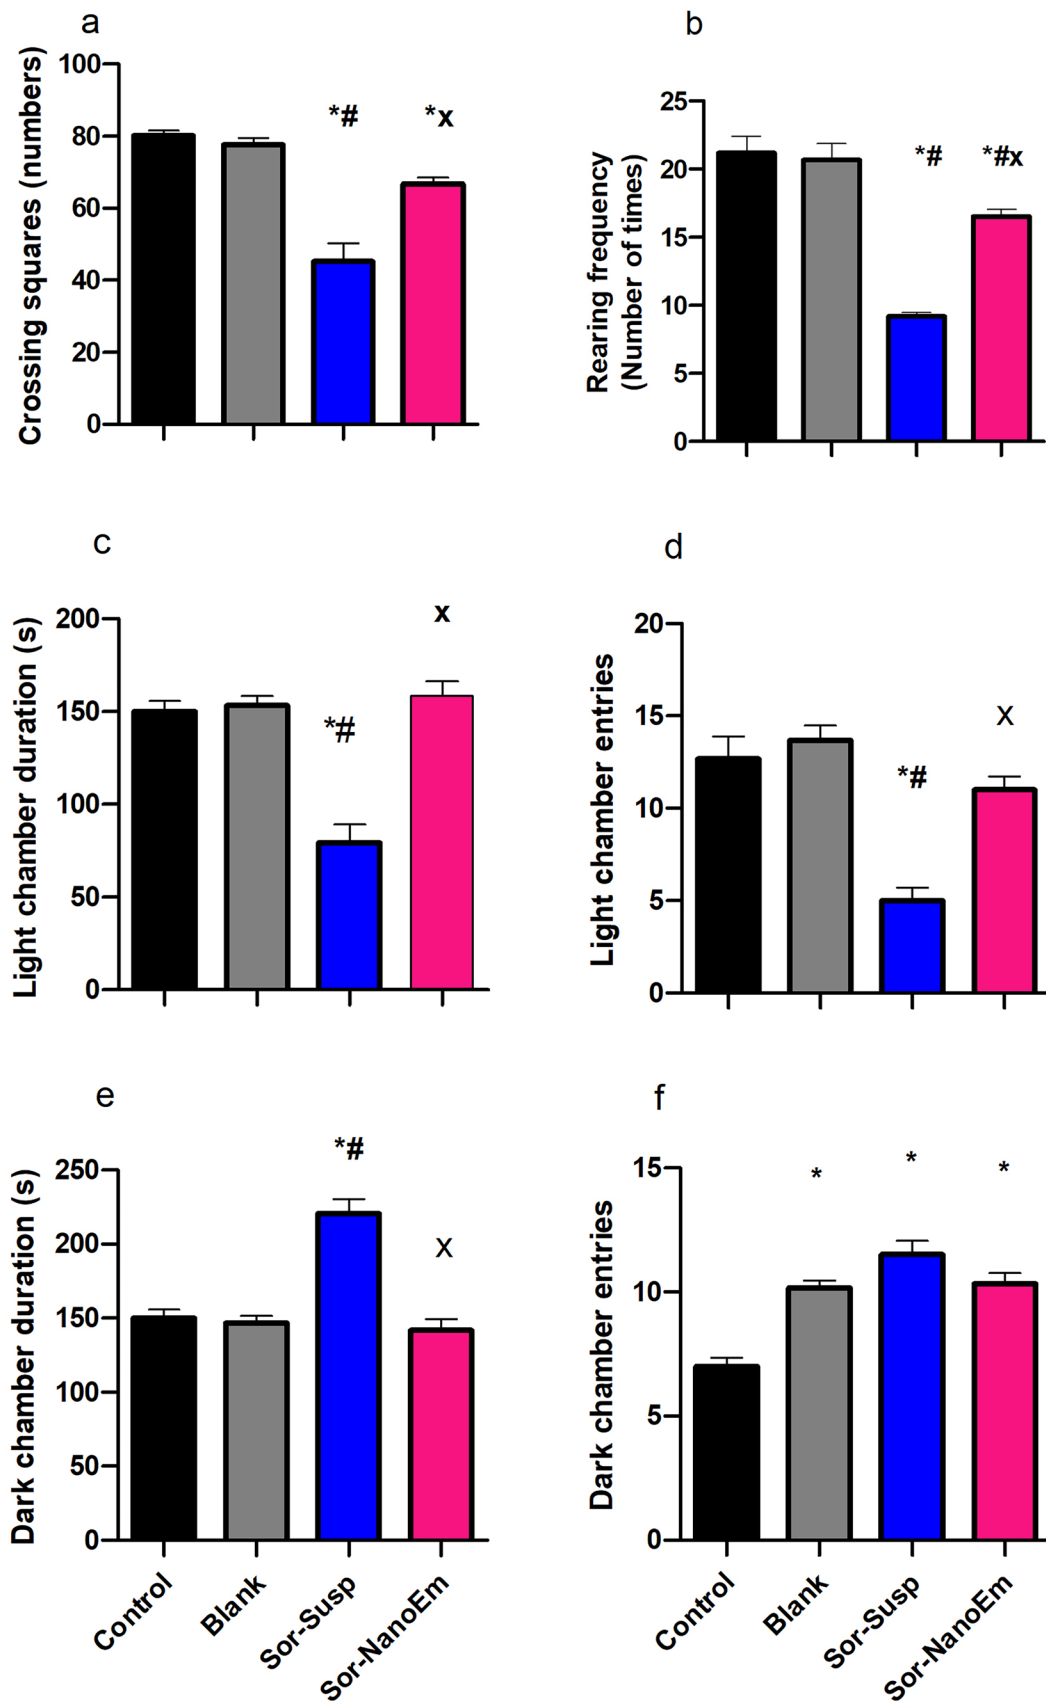 a
Crossing squares (numbers)
100
80
60
40
20
0
*#
*x
b
Rearing frequency
(Number of times)
25
20
15
10
5
0
*#
*#x
c
Light chamber duration (s)
200
150
100
50
0
*#
x
d
Light chamber entries
20
15
10
5
0
*#
x
e
Dark chamber duration (s)
250
200
150
100
50
0
*#
x
Control
Blank
Sor-Susp
Sor-NanoEm
f
Dark chamber entries
15
10
5
0
*
*
*
Control
Blank
Sor-Susp
Sor-NanoEm